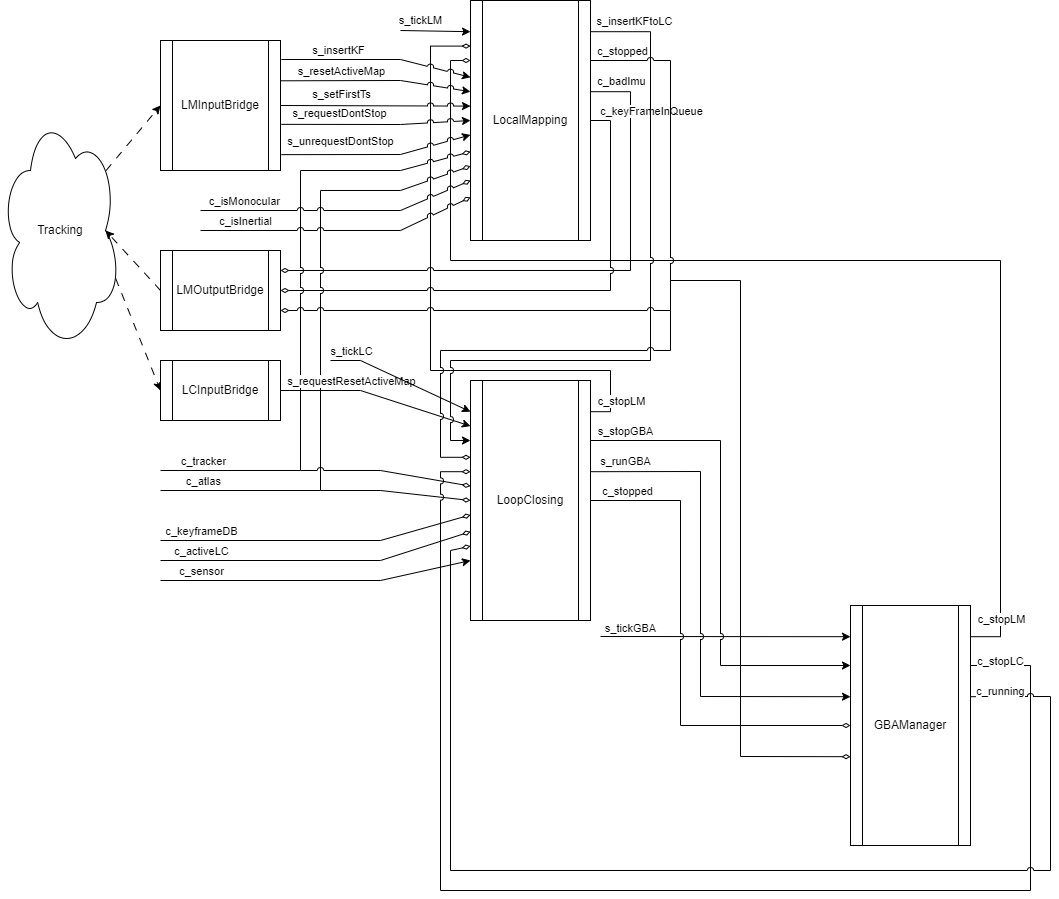 s_tickLM
s_insertKFtoLC
s_insertKF
c_stopped
s_resetActiveMap
c_badImu
s_setFirstTs
LMInputBridge
s_requestDontStop
c_keyFrameInQueue
LocalMapping
s_unrequestDontStop
c_isMonocular
c_isInertial
Tracking
LMOutputBridge
s_tickLC
s_requestResetActiveMap
LCInputBridge
c_stopLM
s_stopGBA
c_tracker
s_runGBA
c_atlas
c_stopped
LoopClosing
c_keyframeDB
c_activeLC
c_sensor
s_tickGBA
c_stopLM
c_stopLC
c_running
GBAManager